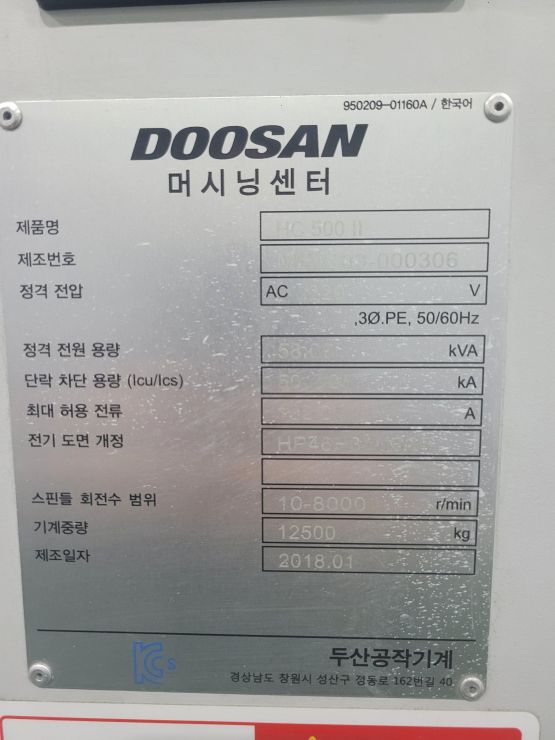 950209-01160A / 한국어
DOOSAN
머시닝센터
제품명 HC 500 II
제조번호 -000306
정격 전압 AC V
,3Ø.PE, 50/60Hz
정격 전원 용량 kVA
단락 차단 용량 (Icu/Ics) kA
최대 허용 전류 A
전기 도면 개정
스핀들 회전수 범위 10-8000 r/min
기계중량 12500 kg
제조일자 2018.01
KCs
두산공작기계
경상남도 창원시 성산구 정동로 162번길 40